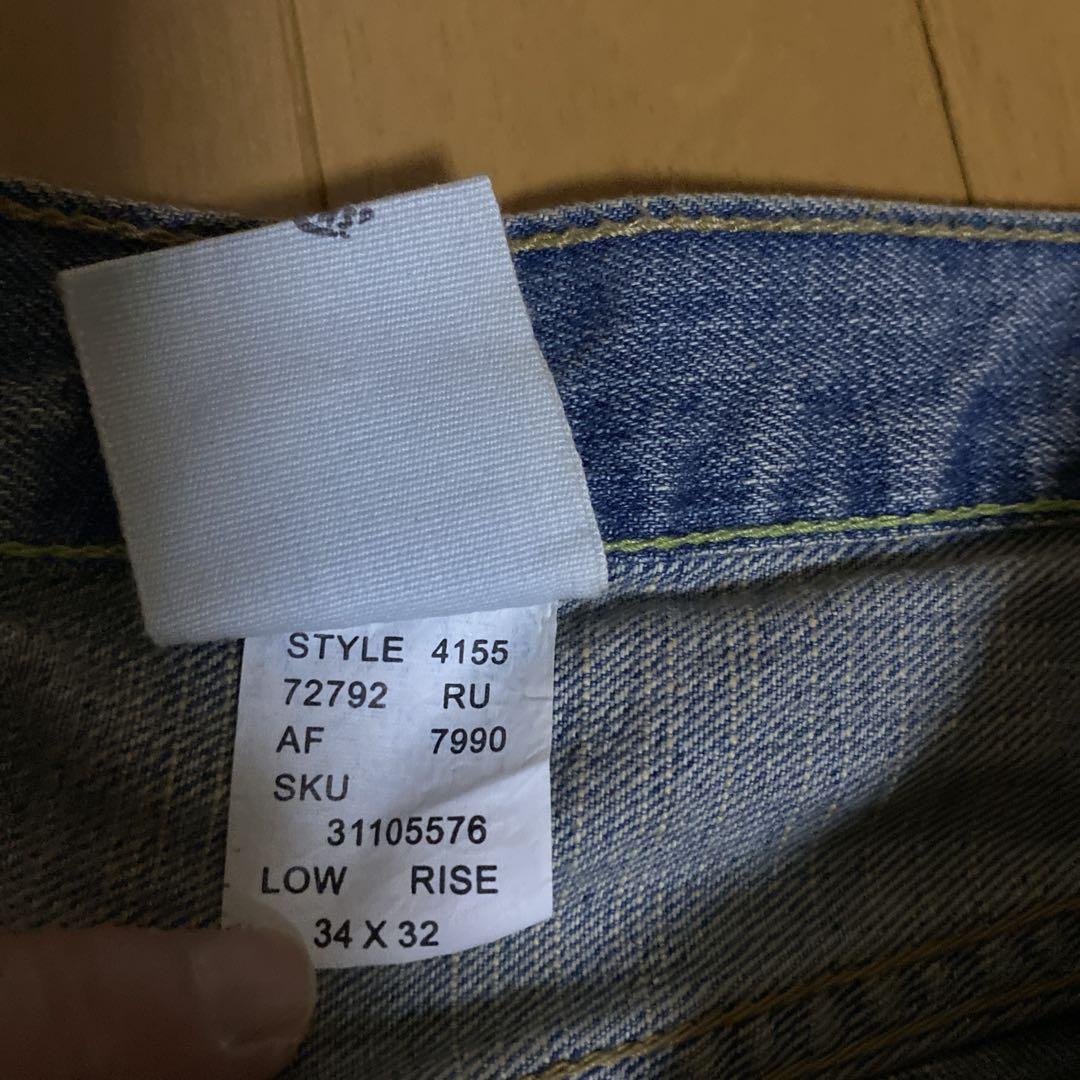 STYLE 4155
72792 RU
AF 7990
SKU
31105576
LOW RISE
34 X 32